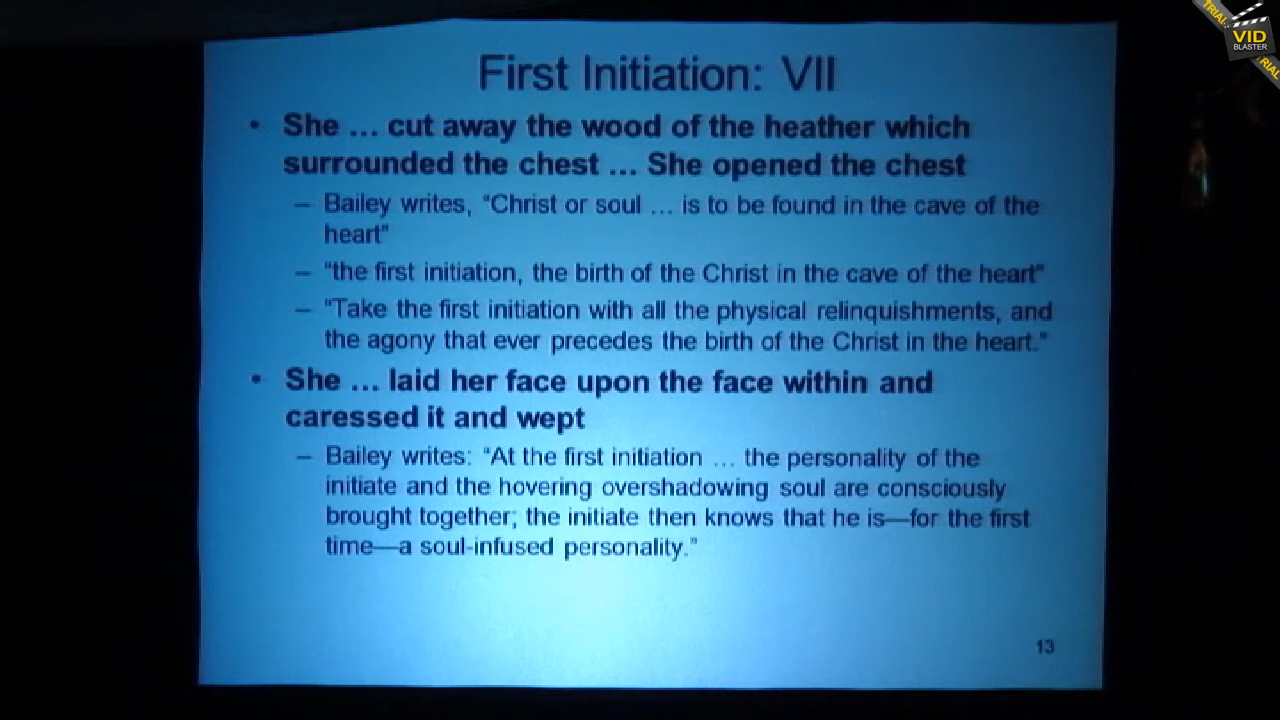 First Initiation: VII
• She … cut away the wood of the heather which
surrounded the chest … She opened the chest
– Bailey writes, “Christ or soul … is to be found in the cave of the
heart”
– “the first initiation, the birth of the Christ in the cave of the heart”
– “Take the first initiation with all the physical relinquishments, and
the agony that ever precedes the birth of the Christ in the heart.”
• She … laid her face upon the face within and
caressed it and wept
– Bailey writes: “At the first initiation … the personality of the
initiate and the hovering overshadowing soul are consciously
brought together; the initiate then knows that he is—for the first
time—a soul-infused personality.”
13
TRIAL
VID
BLASTER
TRIAL